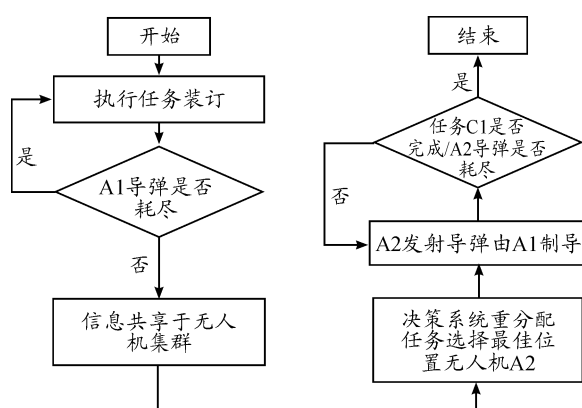 开始
执行任务装订
是
A1导弹是否
耗尽
否
信息共享于无人
机集群
结束
是
任务C1是否
完成/A2导弹是否
耗尽
否
A2发射导弹由A1制导
决策系统重分配
任务选择最佳位
置无人机A2